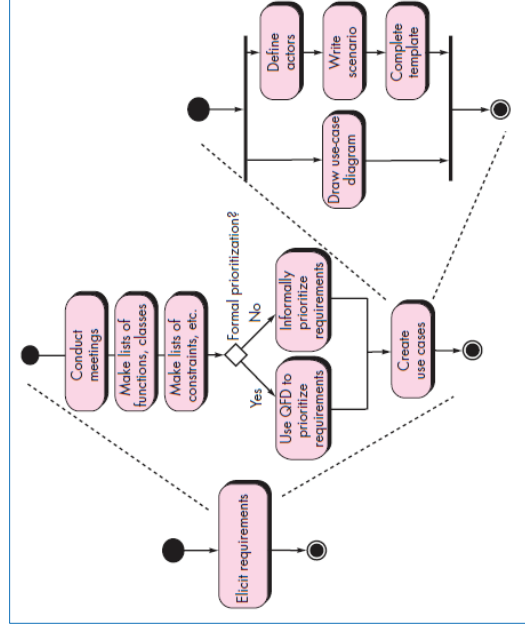 Elicit requirements
Conduct
meetings
Make lists of
functions, classes
Make lists of
constraints, etc.
Formal prioritization?
Yes
No
Use QFD to
prioritize
requirements
Informally
prioritize
requirements
Create
use cases
Draw use-case
diagram
Define
actors
Write
scenario
Complete
template